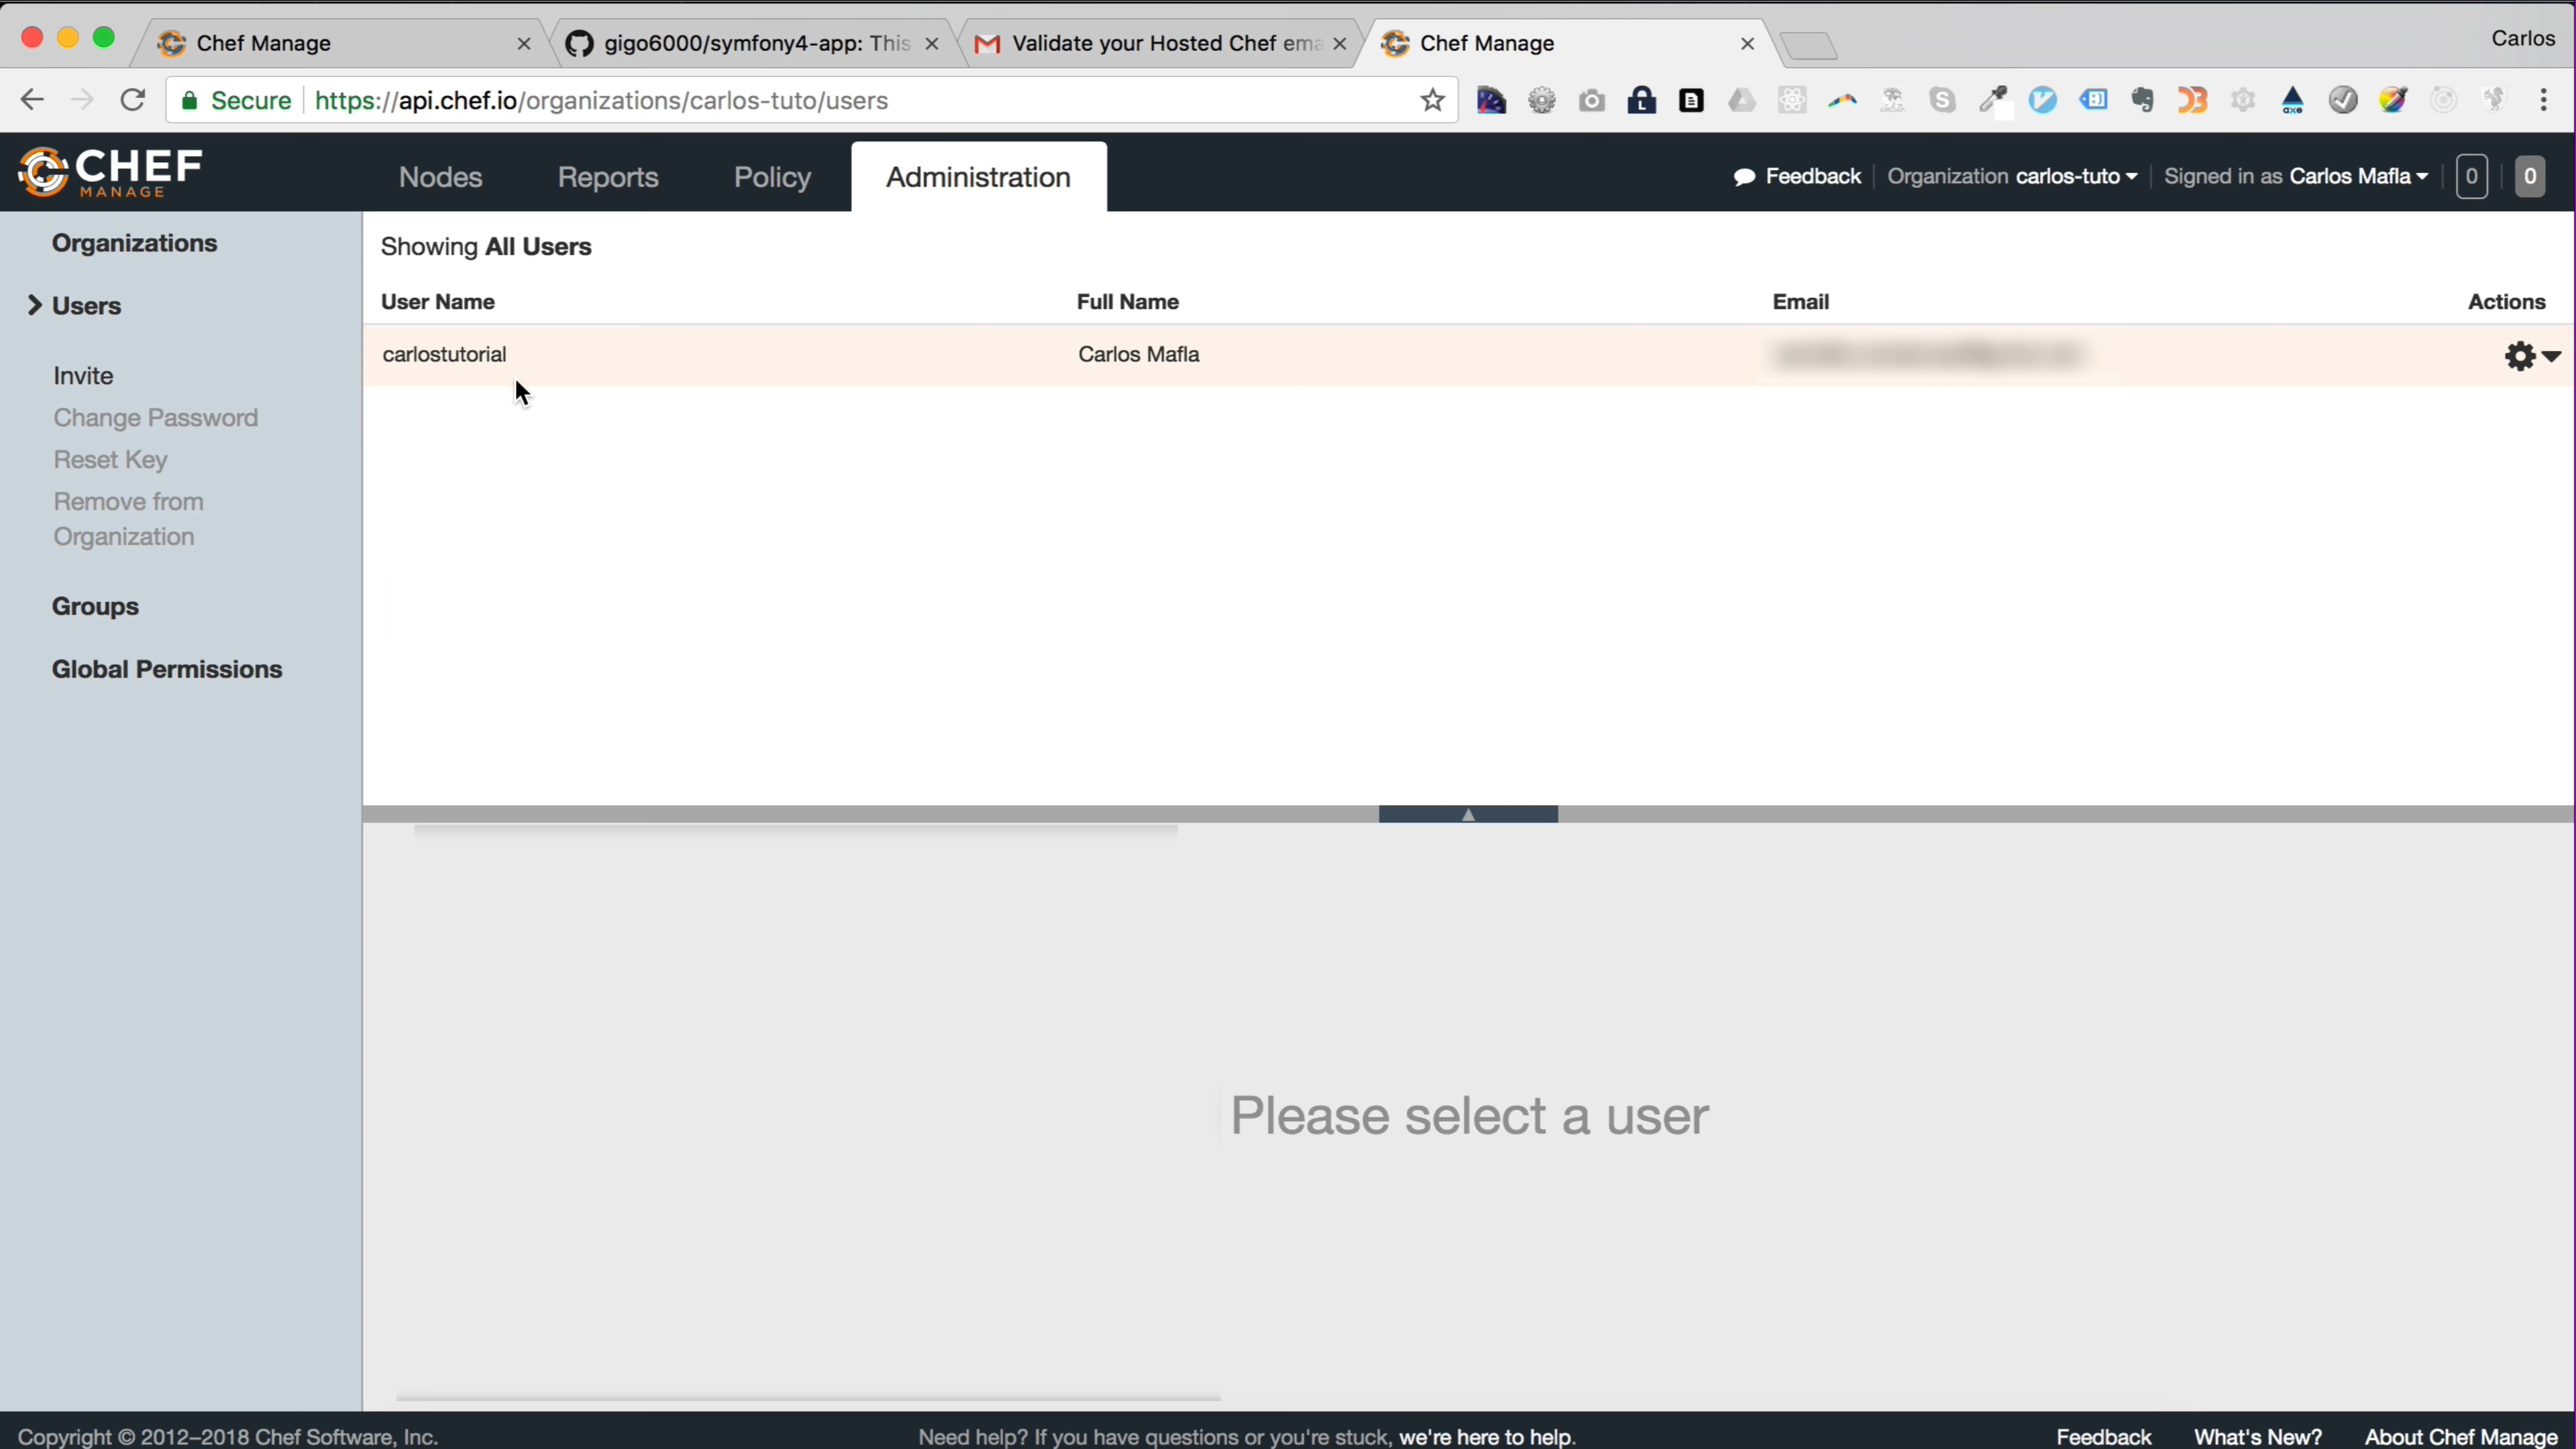 Chef Manage
gigo6000/symfony4-app: This
Validate your Hosted Chef ema
Chef Manage
Carlos
Secure https://api.chef.io/organizations/carlos-tuto/users
CHEF
MANAGE
Nodes Reports Policy Administration
Feedback Organization carlos-tuto Signed in as Carlos Mafla 0 0
Organizations
Users
Invite
Change Password
Reset Key
Remove from
Organization
Groups
Global Permissions
Showing All Users
User Name Full Name Email Actions
carlostutorial Carlos Mafla
Please select a user
Copyright © 2012–2018 Chef Software, Inc.
Need help? If you have questions or you're stuck, we're here to help.
Feedback What's New? About Chef Manage